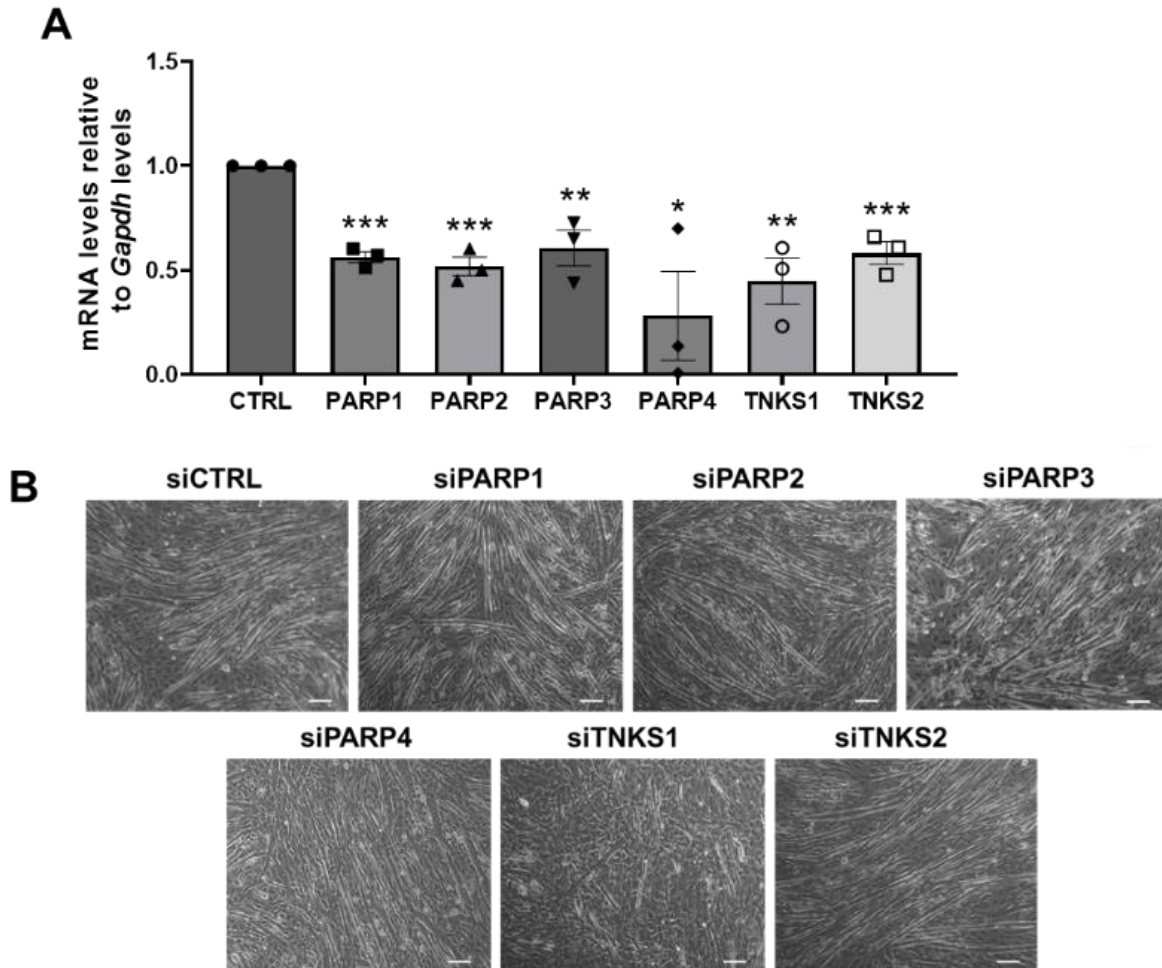 A
mRNA levels relative
to Gapdh levels
1.5
1.0
0.5
0.0
*** *** ** * ** ***
CTRL PARP1 PARP2 PARP3 PARP4 TNKS1 TNKS2
B
siCTRL siPARP1 siPARP2 siPARP3
siPARP4 siTNKS1 siTNKS2